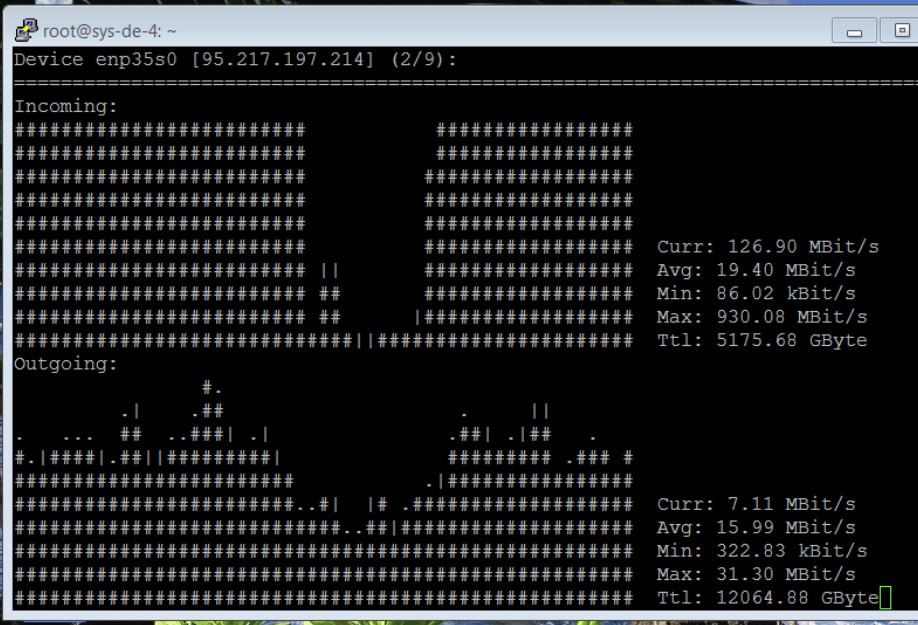 root@sys-de-4: ~
Device enp35s0 [95.217.197.214] (2/9):
Incoming:
Curr: 126.90 MBit/s
Avg: 19.40 MBit/s
Min: 86.02 kBit/s
Max: 930.08 MBit/s
Ttl: 5175.68 GByte
Outgoing:
Curr: 7.11 MBit/s
Avg: 15.99 MBit/s
Min: 322.83 kBit/s
Max: 31.30 MBit/s
Ttl: 12064.88 GByte